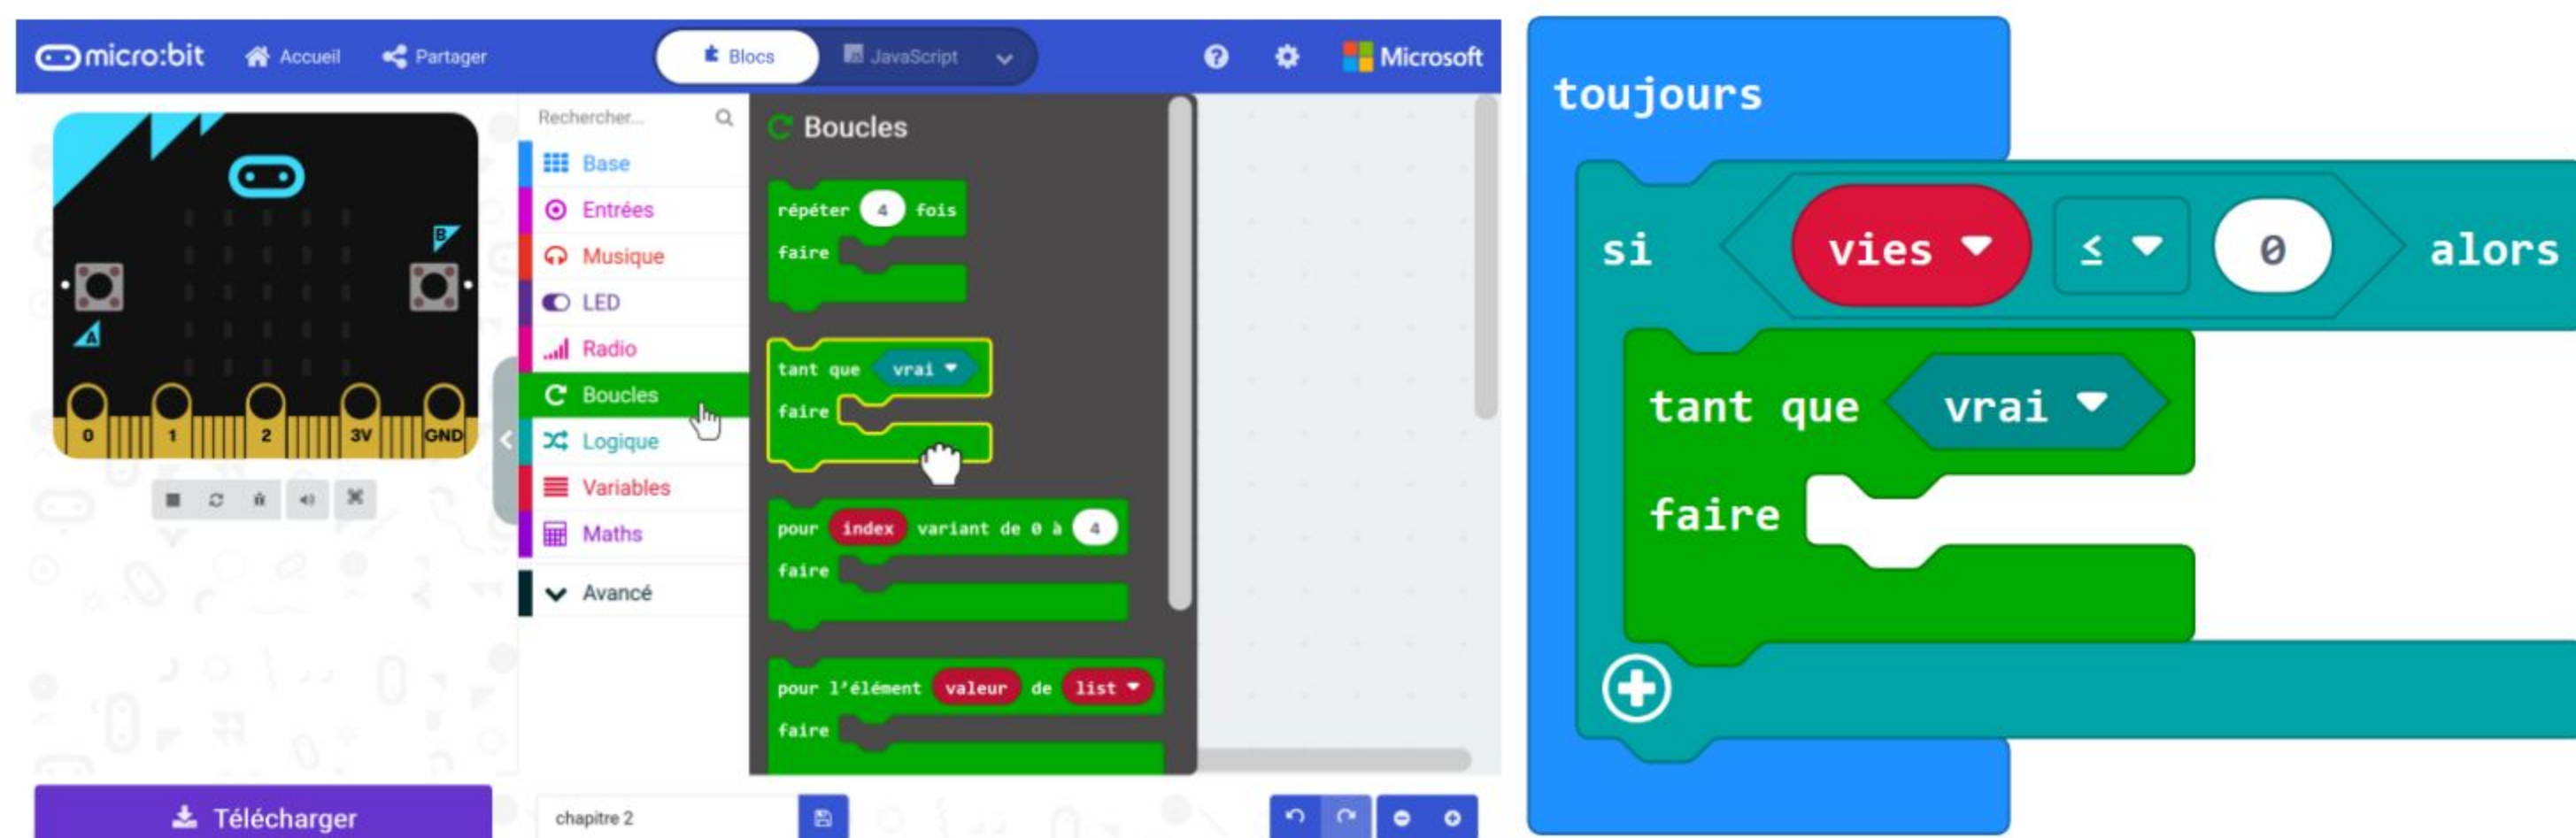 micro:bit Accueil Partager Blocs JavaScript Microsoft
B
A
0 1 2 3V GND
Télécharger
Rechercher...
Base
Entrées
Musique
LED
Radio
Boucles
Logique
Variables
Maths
Avancé
Boucles
répéter 4 fois
faire
tant que vrai
faire
pour index variant de 0 à 4
faire
pour l'élément valeur de list
faire
chapitre 2
toujours
si vies ≤ 0 alors
tant que vrai
faire